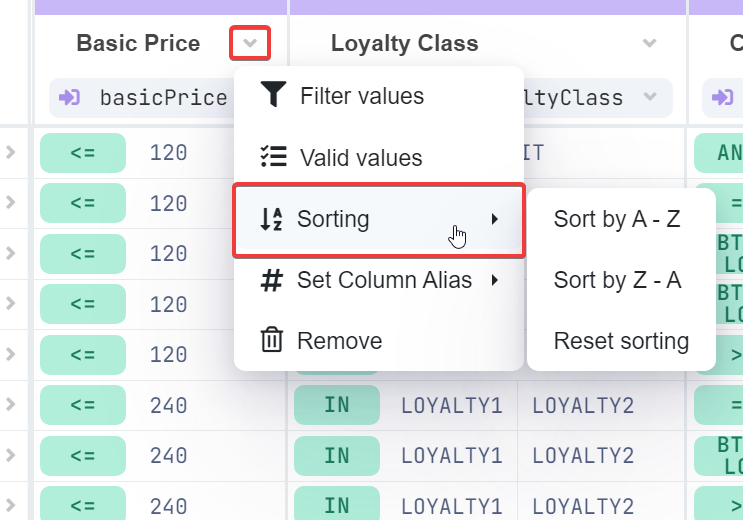 Basic Price Loyalty Class C
basicPrice ltyClass
Filter values
Valid values
Sorting
Set Column Alias
Remove
Sort by A - Z
Sort by Z - A
Reset sorting
<= 120 IT AN
<= 120 =
<= 120 BT
LO
<= 120 BT
LO
<= 120 >
<= 240 IN LOYALTY1 LOYALTY2 =
<= 240 IN LOYALTY1 LOYALTY2 BT
LO
<= 240 IN LOYALTY1 LOYALTY2 >